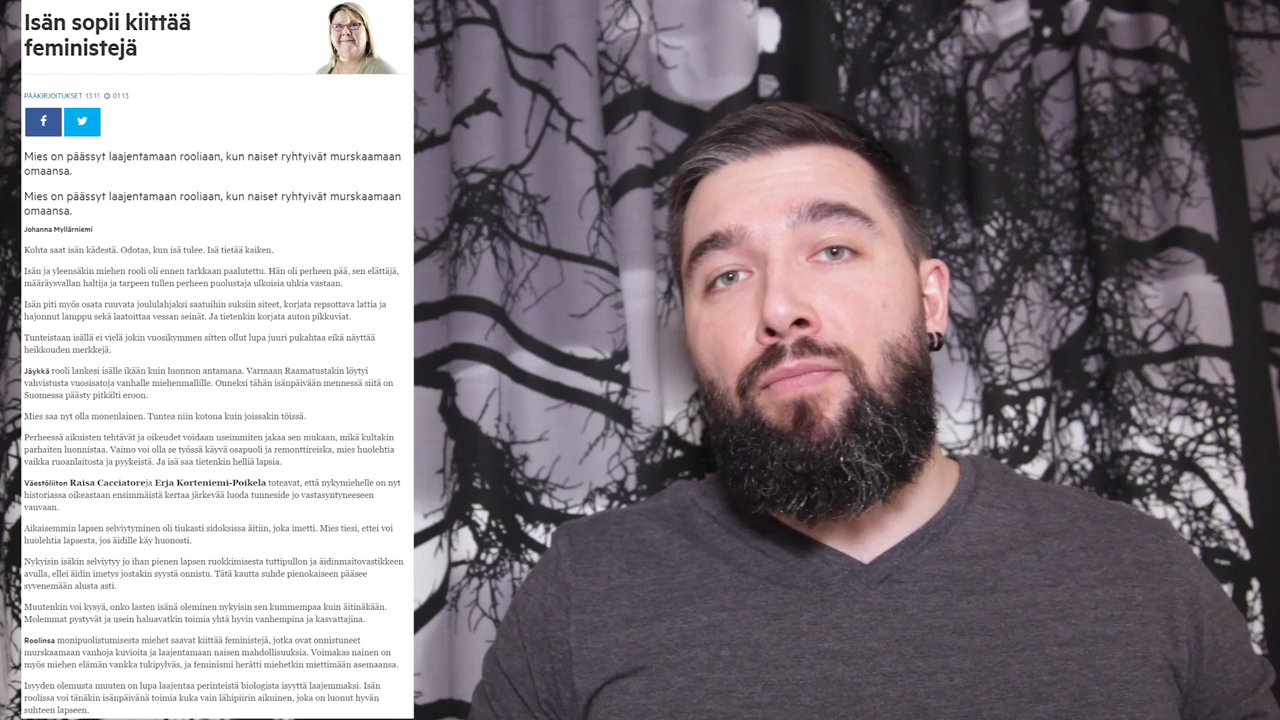 Isän sopii kiittää
feministejä
PÄÄKIRJOITUKSET 13.11. 01:13
f
Mies on päässyt laajentamaan rooliaan, kun naiset ryhtyivät murskaamaan
omaansa.
Mies on päässyt laajentamaan rooliaan, kun naiset ryhtyivät murskaamaan
omaansa.
Johanna Myllärniemi
Kohta saat isän kädestä. Odotas, kun isä tulee. Isä tietää kaiken.
Isän ja yleensäkin miehen rooli oli ennen tarkkaan paalutettu. Hän oli perheen pää, sen elättäjä,
määräysvallan haltija ja tarpeen tullen perheen puolustaja ulkoisia uhkia vastaan.
Isän piti myös osata ruuvata joululahjaksi saatuihin suksiin siteet, korjata repsottava lattia ja
hajonnut lamppu sekä laatoittaa vessan seinät. Ja tietenkin korjata auton pikkuviat.
Tunteistaan isällä ei vielä jokin vuosikymmen sitten ollut lupa juuri pukahtaa eikä näyttää
heikkouden merkkejä.
Jäykkä rooli lankesi isälle ikään kuin luonnon antamana. Varmaan Raamatustakin löytyi
vahvistusta vuosisatoja vanhalle miehenmallille. Onneksi tähän isänpäivään mennessä siitä on
Suomessa päästy pitkälti eroon.
Mies saa nyt olla monenlainen. Tuntea niin kotona kuin joissakin töissä.
Perheessä aikuisten tehtävät ja oikeudet voidaan useimmiten jakaa sen mukaan, mikä kultakin
parhaiten luonnistaa. Vaimo voi olla se työssä käyvä osapuoli ja remonttireiska, mies huolehtia
vaikka ruoanlaitosta ja pyykeistä. Ja isä saa tietenkin helliä lapsia.
Väestöliiton Raisa Cacciatoreja Erja Korteniemi-Poikela toteavat, että nykymiehelle on nyt
historiassa oikeastaan ensimmäistä kertaa järkevää luoda tunneside jo vastasyntyneeseen
vauvaan.
Aikaisemmin lapsen selviytyminen oli tiukasti sidoksissa äitiin, joka imetti. Mies tiesi, ettei voi
huolehtia lapsesta, jos äidille käy huonosti.
Nykyisin isäkin selviytyy jo ihan pienen lapsen ruokkimisesta tuttipullon ja äidinmaitovastikkeen
avulla, ellei äidin imetys jostakin syystä onnistu. Tätä kautta suhde pienokaiseen pääsee
syvenemään alusta asti.
Muutenkin voi kysyä, onko lasten isänä oleminen nykyisin sen kummempaa kuin äitinäkään.
Molemmat pystyvät ja usein haluavatkin toimia yhtä hyvin vanhempina ja kasvattajina.
Roolinsa monipuolistumisesta miehet saavat kiittää feministejä, jotka ovat onnistuneet
murskaamaan vanhoja kuvioita ja laajentamaan naisen mahdollisuuksia. Voimakas nainen on
myös miehen elämän vankka tukipylväs, ja feminismi herätti miehetkin miettimään asemaansa.
Isyyden olemusta muuten on lupa laajentaa perinteistä biologista isyyttä laajemmaksi. Isän
roolissa voi tänäkin isänpäivänä toimia kuka vain lähipiirin aikuinen, joka on luonut hyvän
suhteen lapseen.